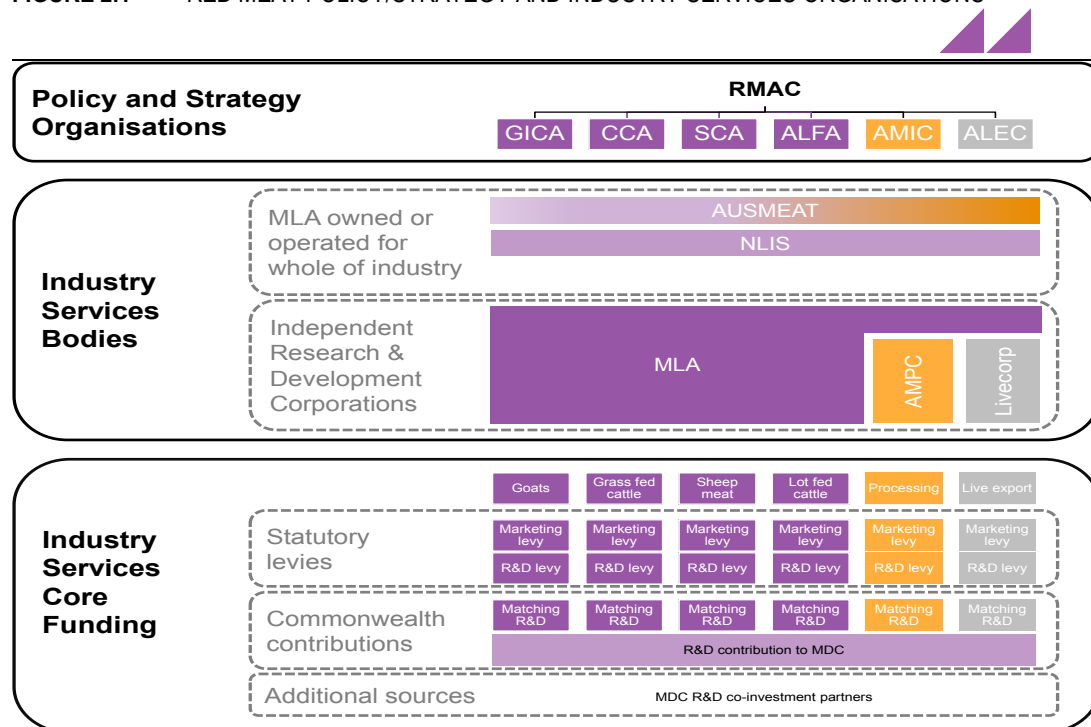 RMAC
Policy and Strategy
Organisations
GICA CCA SCA ALFA AMIC ALEC
MLA owned or
operated for
whole of industry
AUSMEAT
NLIS
Industry
Services
Bodies
Independent
Research &
Development
Corporations
MLA
AMPC
Livecorp
Goats
Grass fed
cattle
Sheep
meat
Lot fed
cattle
Processing
Live export
Industry
Services
Core
Funding
Statutory
levies
Marketing
levy
Marketing
levy
Marketing
levy
Marketing
levy
Marketing
levy
Marketing
levy
R&D levy R&D levy R&D levy R&D levy R&D levy R&D levy
Commonwealth
contributions
Matching
R&D
Matching
R&D
Matching
R&D
Matching
R&D
Matching
R&D
Matching
R&D
R&D contribution to MDC
Additional sources
MDC R&D co-investment partners